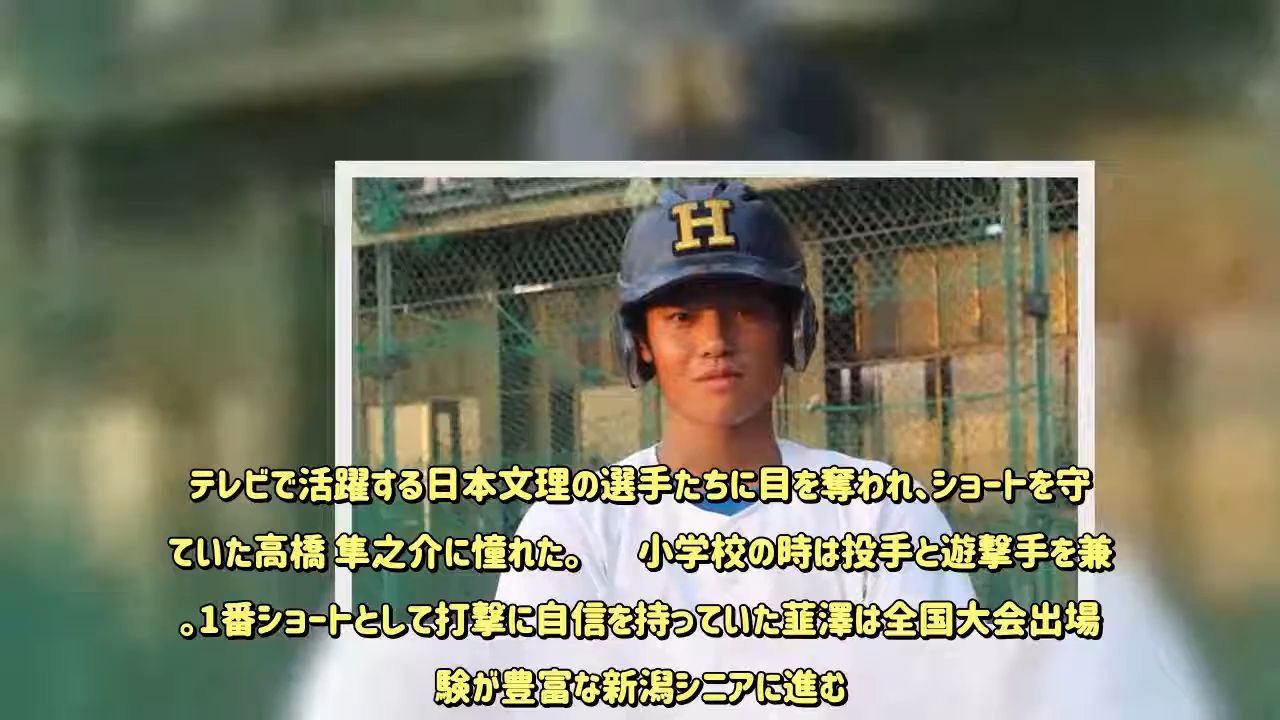 H
テレビで活躍する日本文理の選手たちに目を奪われ、ショートを守
ていた高橋 隼之介に憧れた。　小学校の時は投手と遊撃手を兼
。1番ショートとして打撃に自信を持っていた韮澤は全国大会出場
験が豊富な新潟シニアに進む